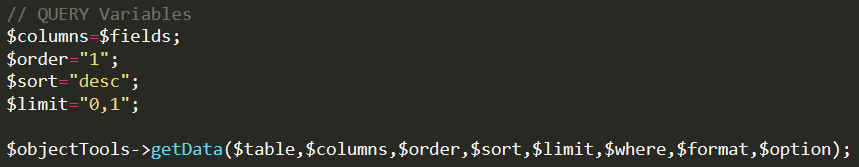 // QUERY Variables
$columns=$fields;
$order="1";
$sort="desc";
$limit="0,1";
$objectTools->getData($table,$columns,$order,$sort,$limit,$where,$format,$option);